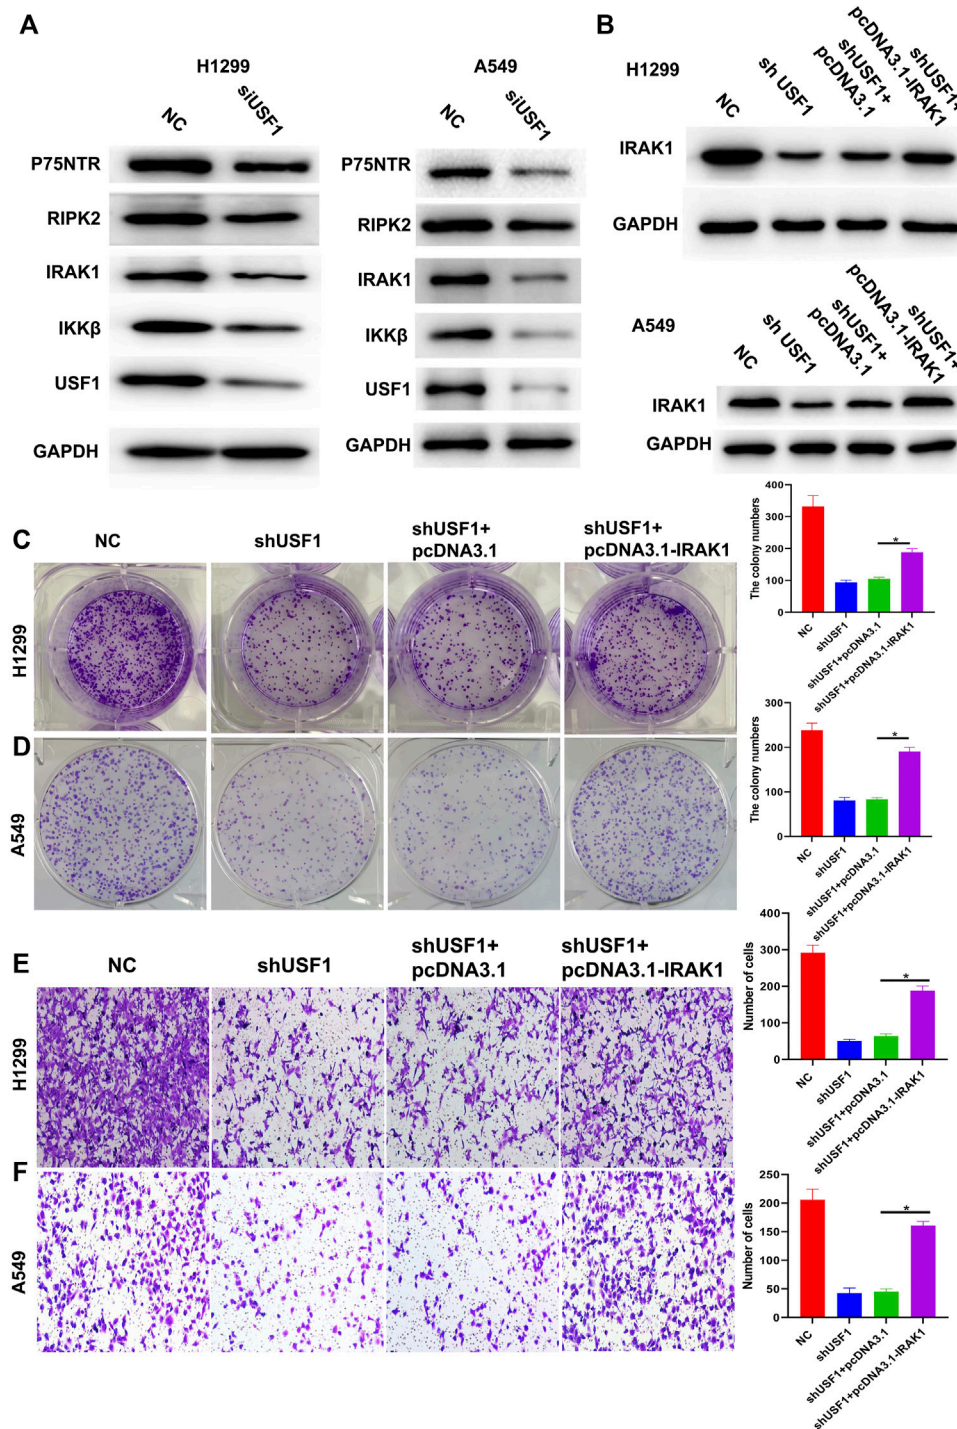 A
H1299
NC
siUSF1
P75NTR
RIPK2
IRAK1
IKKβ
USF1
GAPDH
A549
NC
siUSF1
P75NTR
RIPK2
IRAK1
IKKβ
USF1
GAPDH
B
H1299
NC
sh USF1
shUSF1+
pcDNA3.1
shUSF1+
pcDNA3.1-IRAK1
IRAK1
GAPDH
A549
NC
sh USF1
shUSF1+
pcDNA3.1
shUSF1+
pcDNA3.1-IRAK1
IRAK1
GAPDH
C
NC
shUSF1
shUSF1+
pcDNA3.1
shUSF1+
pcDNA3.1-IRAK1
H1299
The colony numbers
400
300
200
100
0
*
NC
shUSF1
shUSF1+pcDNA3.1
shUSF1+pcDNA3.1-IRAK1
D
A549
The colony numbers
300
200
100
0
*
NC
shUSF1
shUSF1+pcDNA3.1
shUSF1+pcDNA3.1-IRAK1
E
NC
shUSF1
shUSF1+
pcDNA3.1
shUSF1+
pcDNA3.1-IRAK1
H1299
Number of cells
400
300
200
100
0
*
NC
shUSF1
shUSF1+pcDNA3.1
shUSF1+pcDNA3.1-IRAK1
F
A549
Number of cells
250
200
150
100
50
0
*
NC
shUSF1
shUSF1+pcDNA3.1
shUSF1+pcDNA3.1-IRAK1